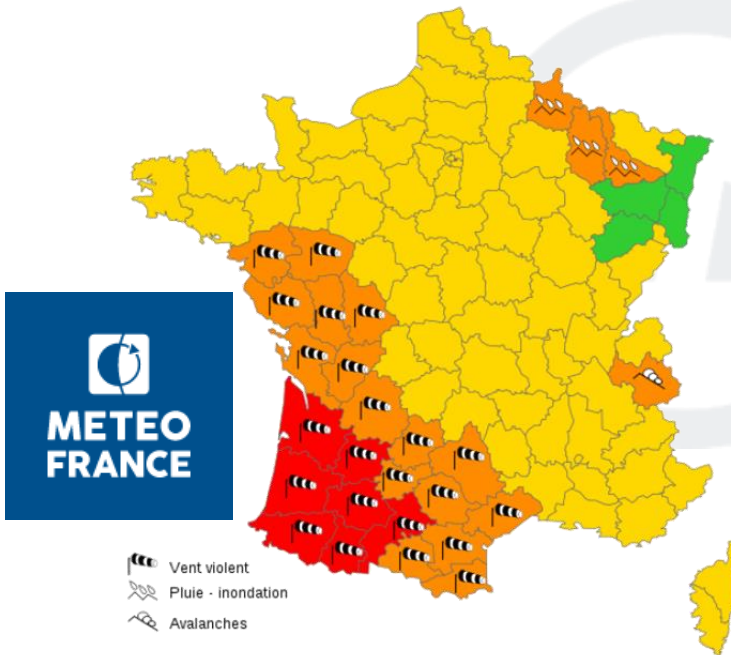 METEO
FRANCE
Vent violent
Pluie - inondation
Avalanches